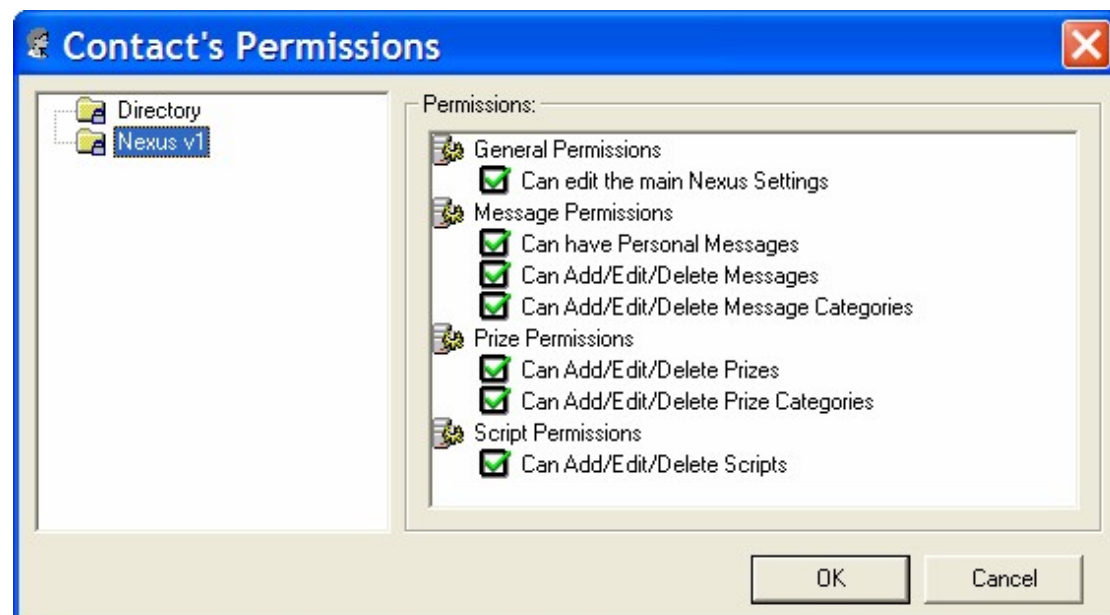 Contact's Permissions
Directory
Nexus v1
Permissions:
General Permissions
Can edit the main Nexus Settings
Message Permissions
Can have Personal Messages
Can Add/Edit/Delete Messages
Can Add/Edit/Delete Message Categories
Prize Permissions
Can Add/Edit/Delete Prizes
Can Add/Edit/Delete Prize Categories
Script Permissions
Can Add/Edit/Delete Scripts
OK Cancel